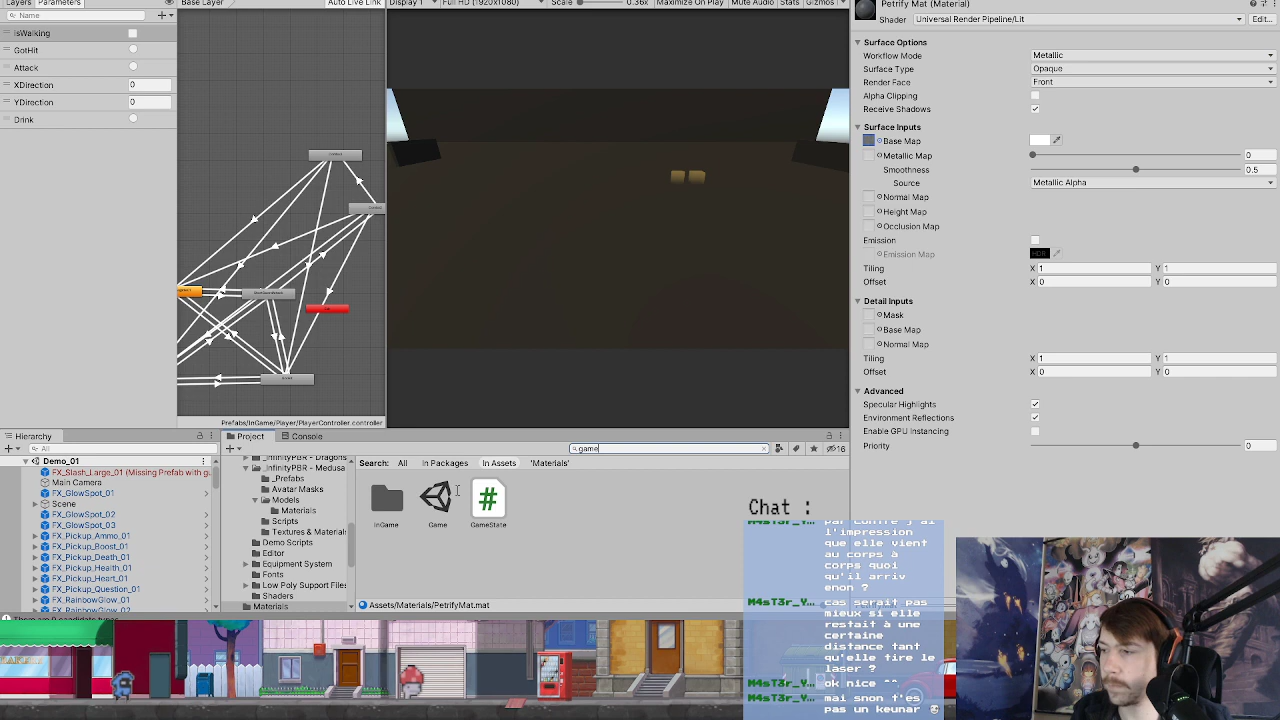 Layers Parameters
Name
isWalking
GotHit
Attack
XDirection 0
YDirection 0
Drink
Base Layer Auto Live Link
Prefabs/InGame/Player/PlayerController.controller
Display 1 Full HD (1920x1080) Scale 0.36x Maximize On Play Mute Audio Stats Gizmos
Petrify Mat (Material)
Shader Universal Render Pipeline/Lit Edit...
Surface Options
Workflow Mode Metallic
Surface Type Opaque
Render Face Front
Alpha Clipping
Receive Shadows
Surface Inputs
Base Map
Metallic Map 0
Smoothness 0.5
Source Metallic Alpha
Normal Map
Height Map
Occlusion Map
Emission
Emission Map HDR
Tiling X 1 Y 1
Offset X 0 Y 0
Detail Inputs
Mask
Base Map
Normal Map
Tiling X 1 Y 1
Offset X 0 Y 0
Advanced
Specular Highlights
Environment Reflections
Enable GPU Instancing
Priority 0
Hierarchy
All
Demo_01
FX_Slash_Large_01 (Missing Prefab with gu
Main Camera
FX_GlowSpot_01
Scene
FX_GlowSpot_02
FX_GlowSpot_03
FX_Pickup_Ammo_01
FX_Pickup_Boost_01
FX_Pickup_Death_01
FX_Pickup_Health_01
FX_Pickup_Heart_01
FX_Pickup_Question_01
FX_RainbowGlow_01
FX_RainbowGlow_02
Project Console
game
16
Search: All In Packages In Assets 'Materials'
_InfinityPBR - Dragons
_InfinityPBR - Medusa
_Prefabs
Avatar Masks
Models
Materials
Scripts
Textures & Materials
Demo Scripts
Editor
Equipment System
Fonts
Low Poly Support Files
Shaders
Materials
InGame
Game
GameState
Assets/Materials/PetrifyMat.mat
Chat :
M4sT3r_Y... par contre j'ai
l'impression
que elle vient
au corps à
corps quoi
qu'il arriv
enon ?
M4sT3r_Y... cas serait pas
mieux si elle
restait à une
certaine
distance tant
qu'elle tire le
laser ?
M4sT3r_Y... ok nice ^^
M4sT3r_Y... mai snon t'es
pas un keunar